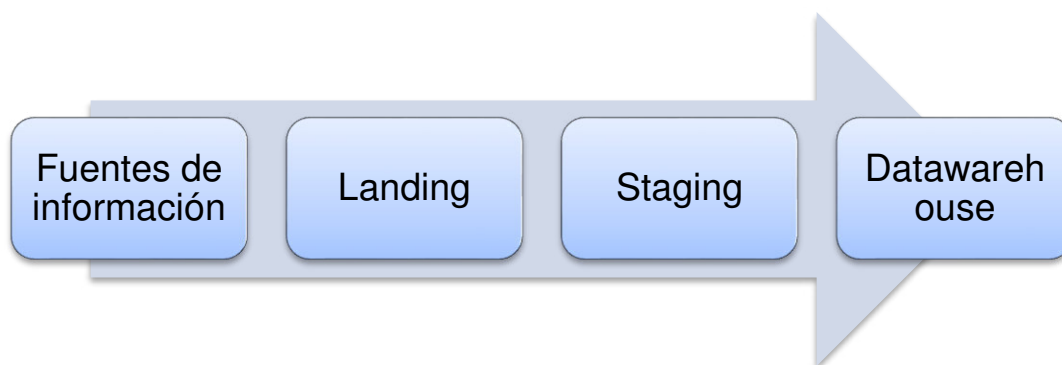 Fuentes de
información
Landing
Staging
Datawareh
ouse